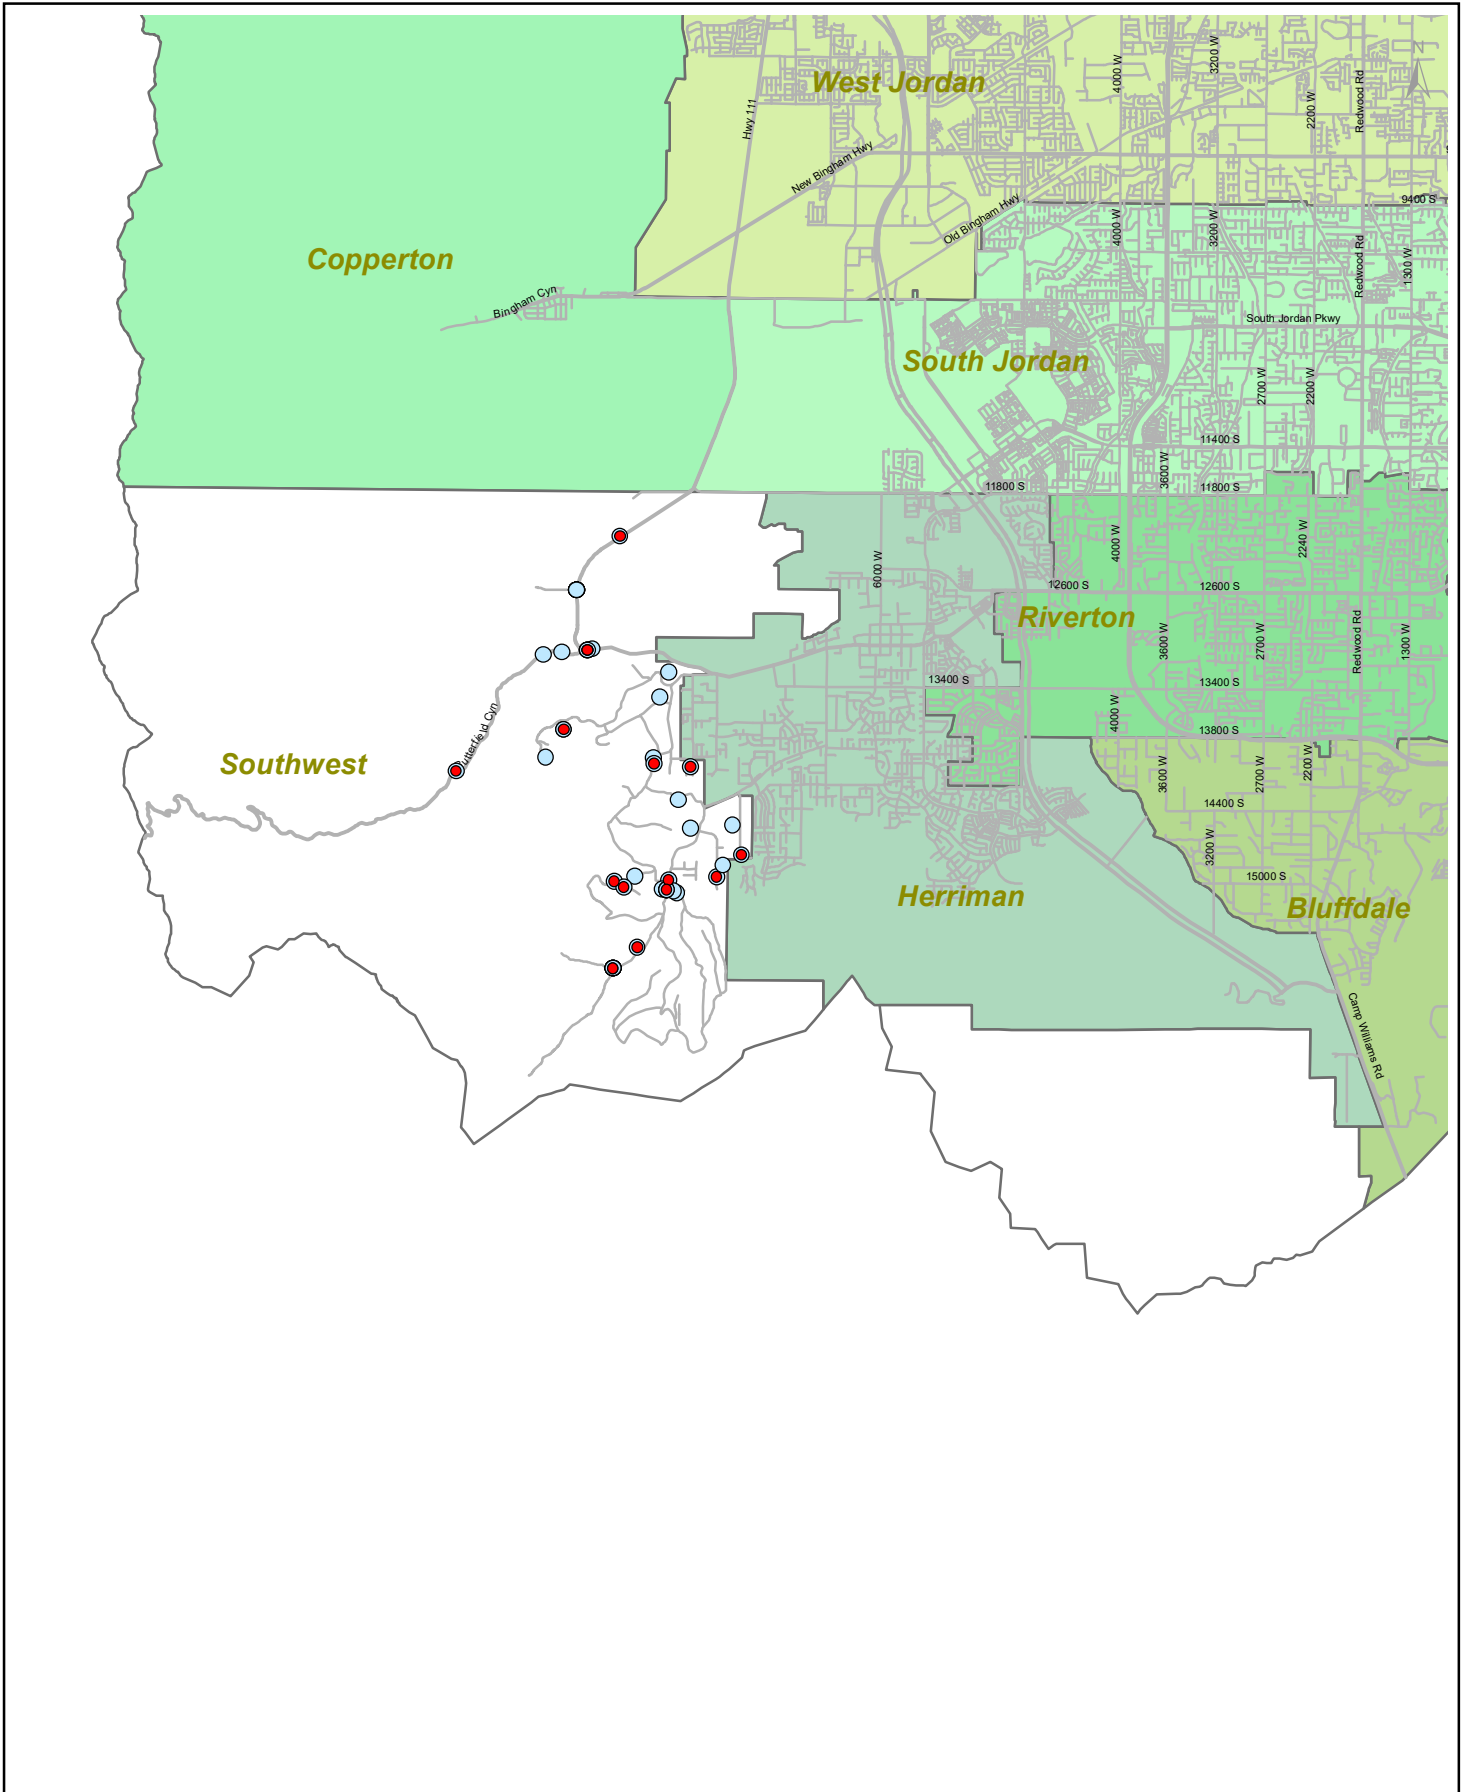 West Jordan
4000 W
3200 W
2200 W
Redwood Rd
N
Hwy 111
New Bingham Hwy
Old Bingham Hwy
9400 S
4000 W
3200 W
Redwood Rd
1300 W
Copperton
Bingham Cyn
South Jordan Pkwy
South Jordan
2700 W
2200 W
11400 S
3600 W
11800 S
11800 S
6000 W
4000 W
2240 W
12600 S
12600 S
Riverton
3600 W
2700 W
Redwood Rd
1300 W
13400 S
13400 S
4000 W
13800 S
Butterfield Cyn
Southwest
3600 W
2700 W
2200 W
14400 S
3200 W
15000 S
Herriman
Bluffdale
Camp Williams Rd